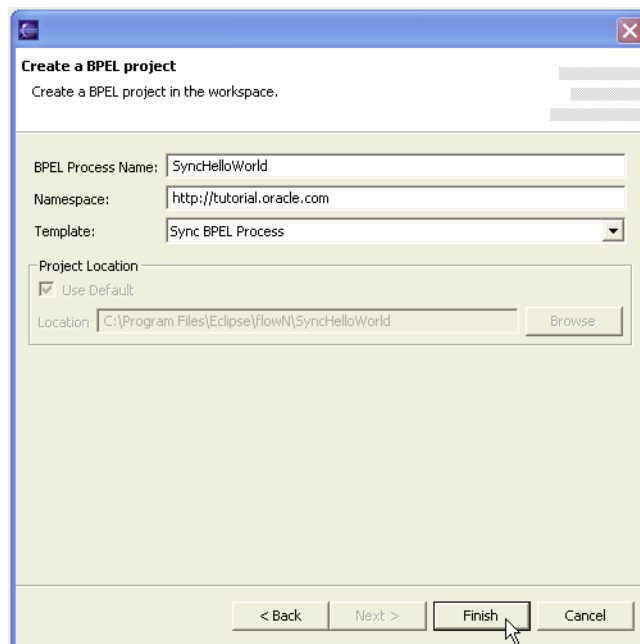 Create a BPEL project
Create a BPEL project in the workspace.
BPEL Process Name: SyncHelloWorld
Namespace: http://tutorial.oracle.com
Template: Sync BPEL Process
Project Location
Use Default
Location C:\Program Files\Eclipse\flowN\SyncHelloWorld Browse
< Back Next > Finish Cancel